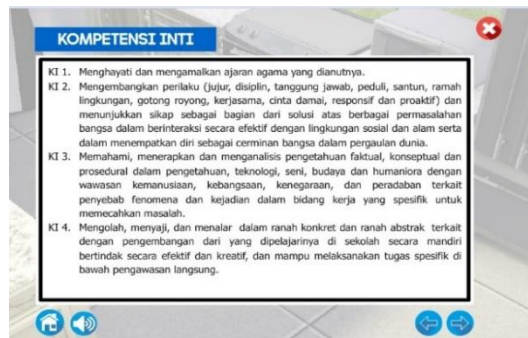 KOMPETENSI INTI
KI 1. Menghayati dan mengamalkan ajaran agama yang dianutnya.
KI 2. Mengembangkan perilaku (jujur, disiplin, tanggung jawab, peduli, santun, ramah
lingkungan, gotong royong, kerjasama, cinta damai, responsif dan proaktif) dan
menunjukkan sikap sebagai bagian dari solusi atas berbagai permasalahan
bangsa dalam berinteraksi secara efektif dengan lingkungan sosial dan alam serta
dalam menempatkan diri sebagai cerminan bangsa dalam pergaulan dunia.
KI 3. Memahami, menerapkan dan menganalisis pengetahuan faktual, konseptual dan
prosedural dalam pengetahuan, teknologi, seni, budaya dan humaniora dengan
wawasan kemanusiaan, kebangsaan, kenegaraan, dan peradaban terkait
penyebab fenomena dan kejadian dalam bidang kerja yang spesifik untuk
memecahkan masalah.
KI 4. Mengolah, menyaji, dan menalar dalam ranah konkret dan ranah abstrak terkait
dengan pengembangan dari yang dipelajarinya di sekolah secara mandiri
bertindak secara efektif dan kreatif, dan mampu melaksanakan tugas spesifik di
bawah pengawasan langsung.